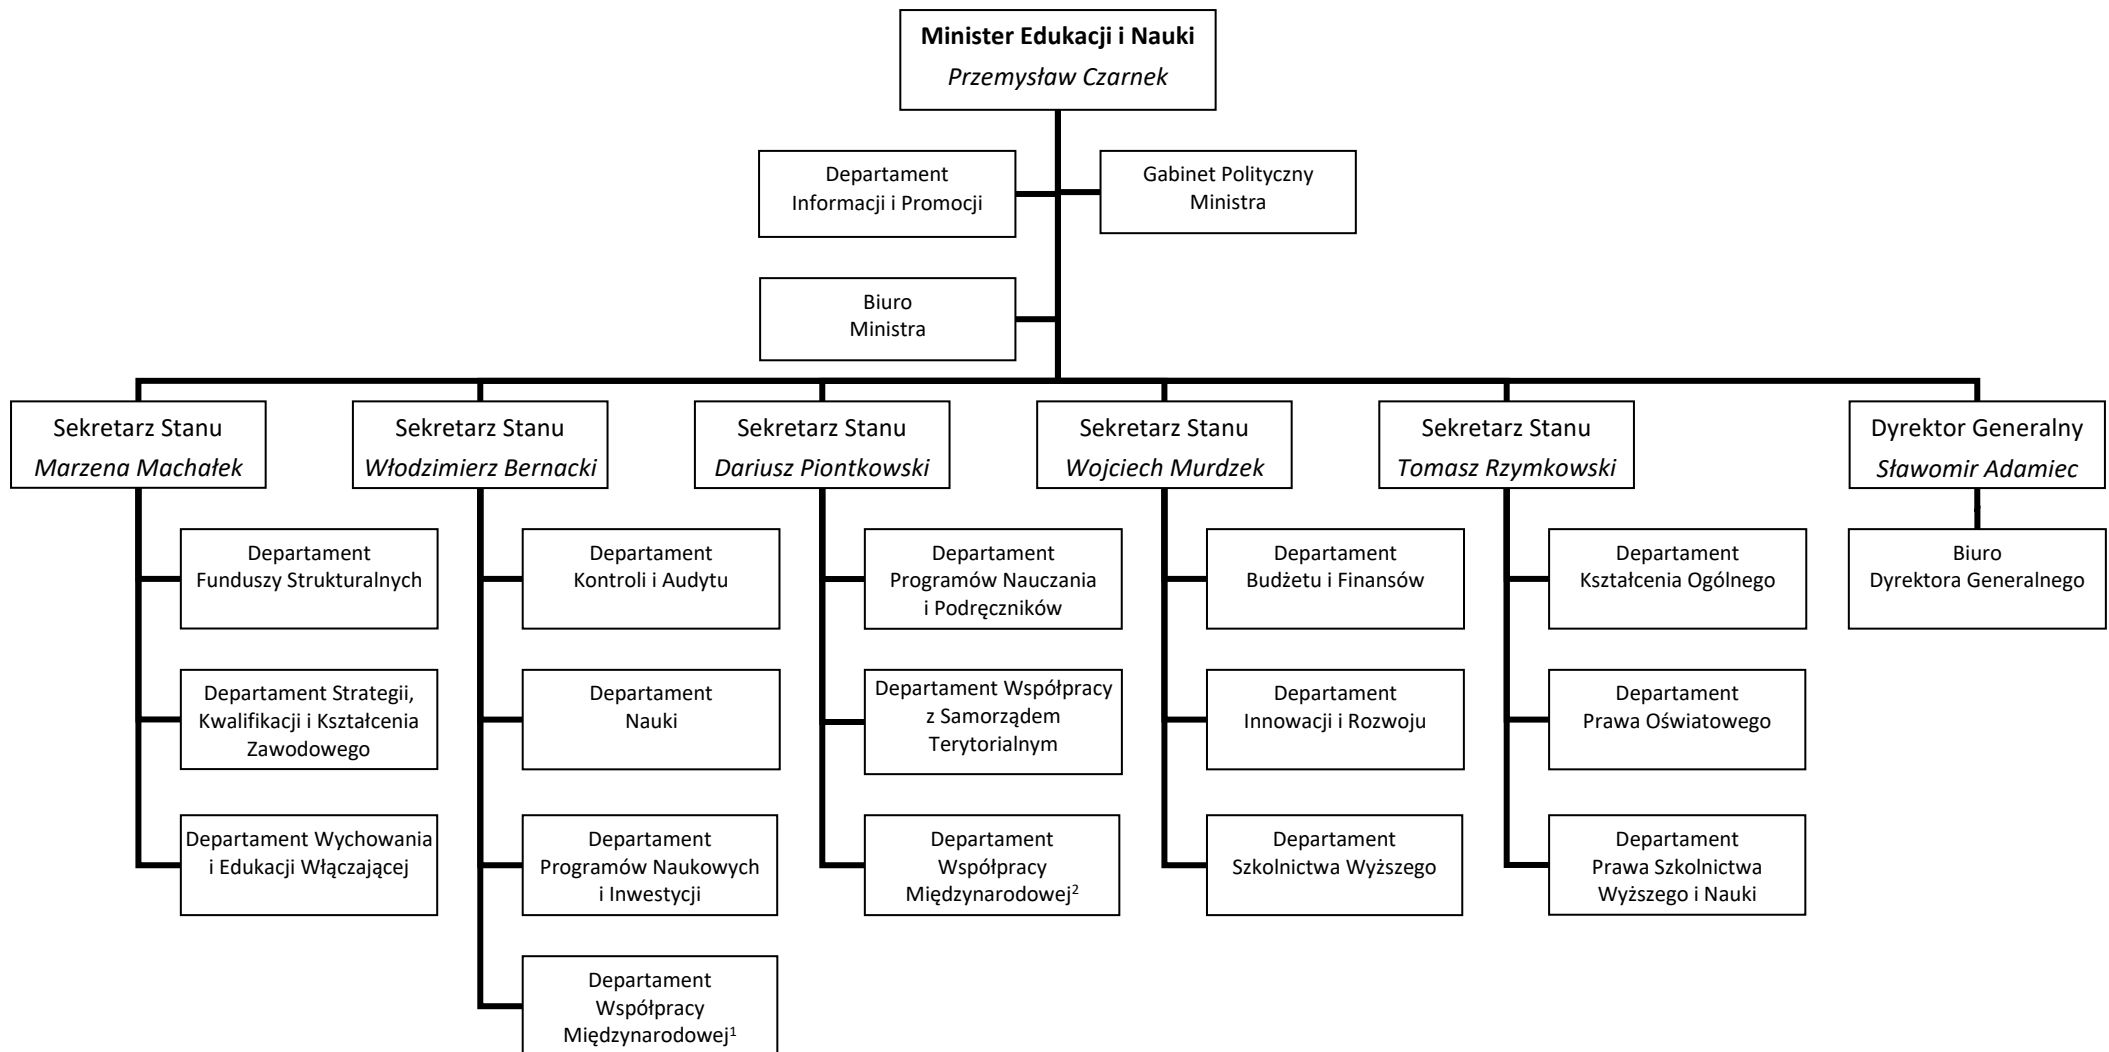 Minister Edukacji i Nauki
Przemysław Czarnek
Departament
Informacji i Promocji
Gabinet Polityczny
Ministra
Biuro
Ministra
Sekretarz Stanu
Marzena Machałek
Sekretarz Stanu
Włodzimierz Bernacki
Sekretarz Stanu
Dariusz Piontkowski
Sekretarz Stanu
Wojciech Murdzek
Sekretarz Stanu
Tomasz Rzymkowski
Dyrektor Generalny
Sławomir Adamiec
Departament
Funduszy Strukturalnych
Departament
Kontroli i Audytu
Departament
Programów Nauczania
i Podręczników
Departament
Budżetu i Finansów
Departament
Kształcenia Ogólnego
Biuro
Dyrektora Generalnego
Departament Strategii,
Kwalifikacji i Kształcenia
Zawodowego
Departament
Nauki
Departament Współpracy
z Samorządem
Terytorialnym
Departament
Innowacji i Rozwoju
Departament
Prawa Oświatowego
Departament Wychowania
i Edukacji Włączającej
Departament
Programów Naukowych
i Inwestycji
Departament
Współpracy
Międzynarodowej²
Departament
Szkolnictwa Wyższego
Departament
Prawa Szkolnictwa
Wyższego i Nauki
Departament
Współpracy
Międzynarodowej¹